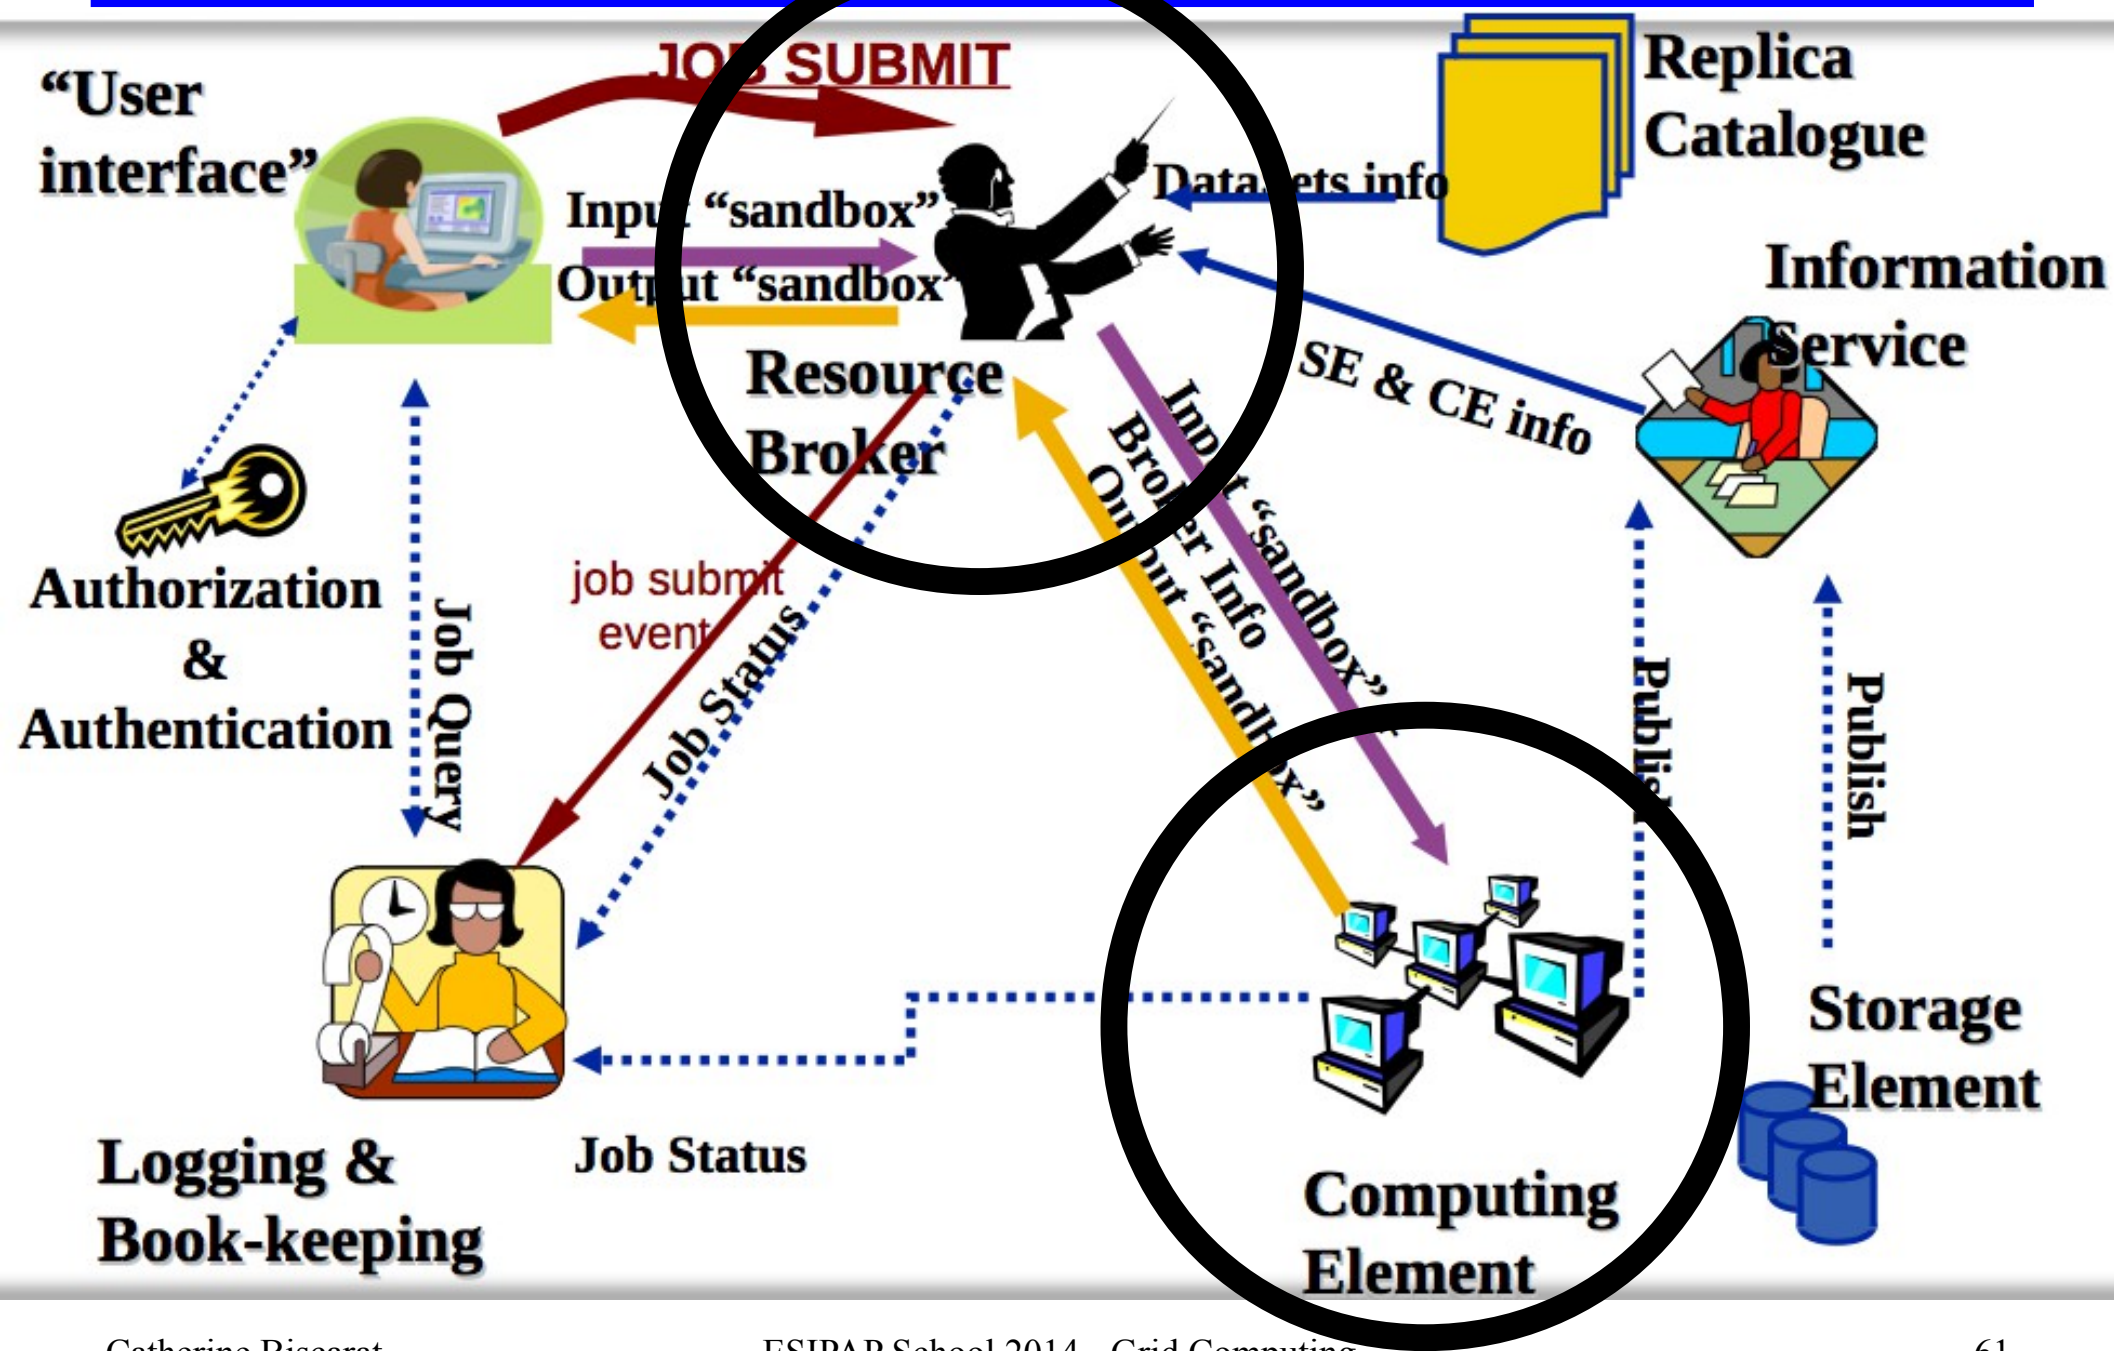 JOB SUBMIT
“User
interface”
Replica
Catalogue
Datasets info
Input “sandbox”
Output “sandbox”
Information
Service
Resource
Broker
SE & CE info
Input “sandbox”
Broker Info
Output “sandbox”
Authorization
&
Authentication
Job Query
job submit
event
Job Status
Publish
Publish
Storage
Element
Job Status
Logging &
Book-keeping
Computing
Element
Catherine Biscarat
ESIPAP School 2014 - Grid Computing
61